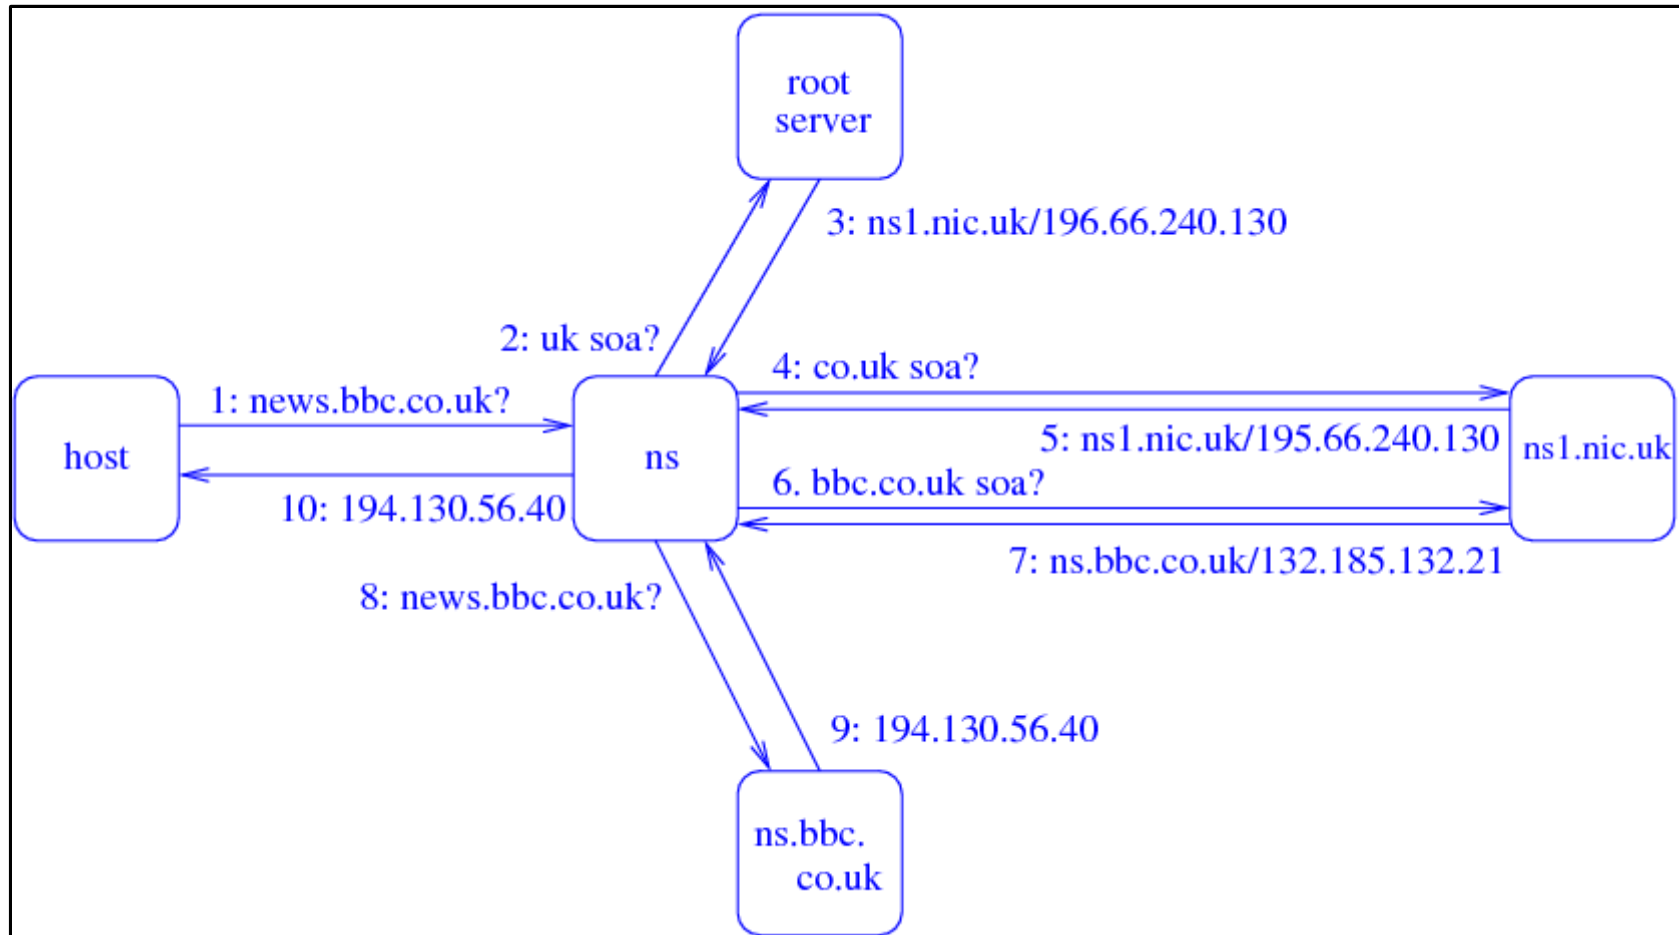 root
server
3: ns1.nic.uk/196.66.240.130
2: uk soa?
4: co.uk soa?
1: news.bbc.co.uk?
5: ns1.nic.uk/195.66.240.130
host
ns
ns1.nic.uk
6. bbc.co.uk soa?
10: 194.130.56.40
7: ns.bbc.co.uk/132.185.132.21
8: news.bbc.co.uk?
9: 194.130.56.40
ns.bbc.
co.uk